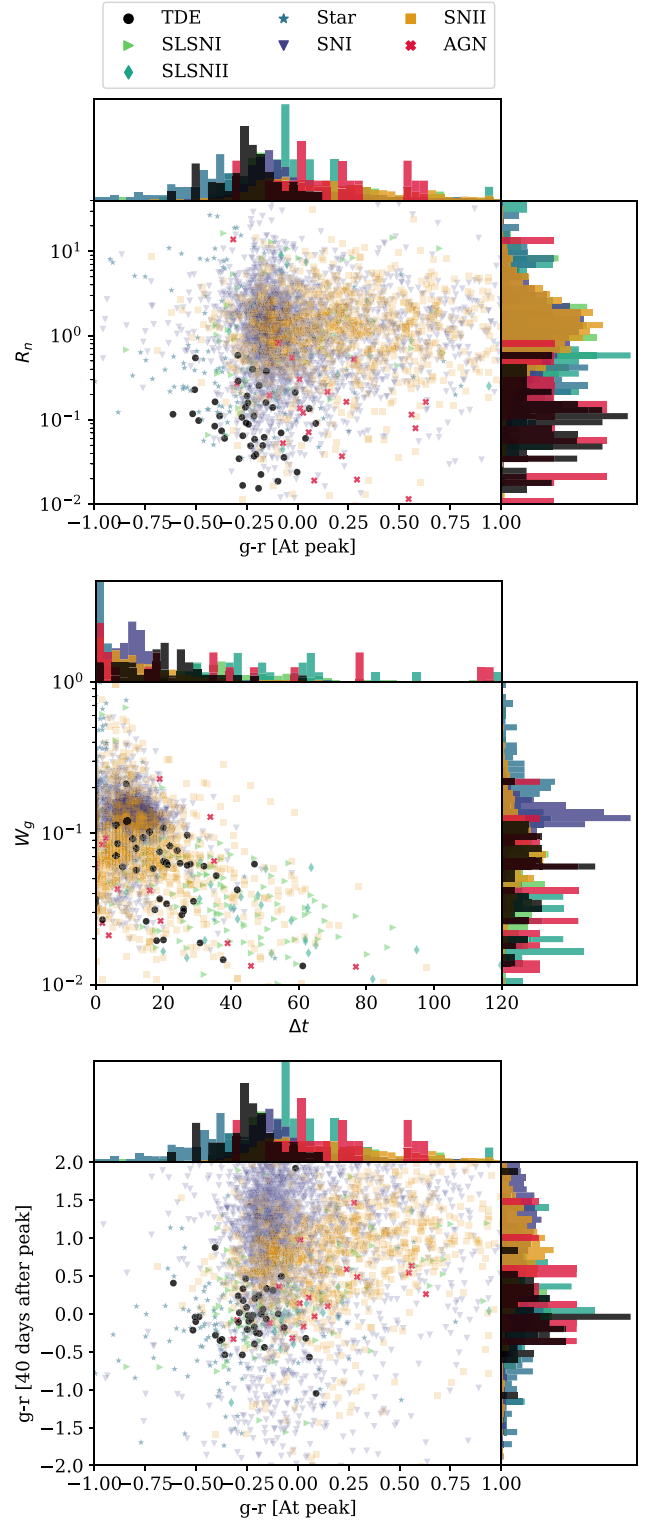 TDE Star SNII
SLSNI SNI AGN
SLSNII
10¹
10⁰
10⁻¹
10⁻²
R_n
−1.00 −0.75 −0.50 −0.25 0.00 0.25 0.50 0.75 1.00
g-r [At peak]
10⁰
10⁻¹
10⁻²
W_g
0 20 40 60 80 100 120
Δt
2.0
1.5
1.0
0.5
0.0
−0.5
−1.0
−1.5
−2.0
g-r [40 days after peak]
−1.00 −0.75 −0.50 −0.25 0.00 0.25 0.50 0.75 1.00
g-r [At peak]